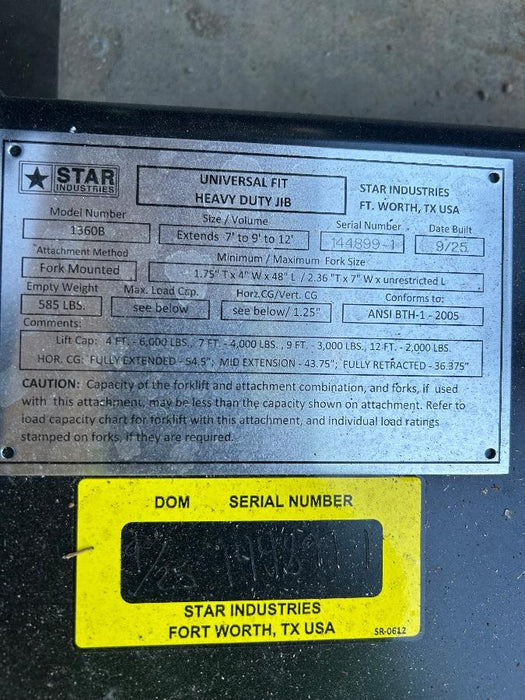 STAR
INDUSTRIES
UNIVERSAL FIT
HEAVY DUTY JIB
STAR INDUSTRIES
FT. WORTH, TX USA
Model Number
1360B
Size / Volume
Extends 7' to 9' to 12'
Serial Number
144899-1
Date Built
9/25
Attachment Method
Fork Mounted
Minimum / Maximum Fork Size
1.75"T x 4" W x 48" L / 2.36 "T x 7" W x unrestricted L
Empty Weight
585 LBS.
Max. Load Cap.
see below
Horz.CG/Vert. CG
see below/ 1.25"
Conforms to:
ANSI BTH-1 - 2005
Comments:
Lift Cap: 4 FT. - 6,000 LBS., 7 FT. - 4,000 LBS., 9 FT. - 3,000 LBS., 12 FT. - 2,000 LBS.
HOR. CG: FULLY EXTENDED - 54.5"; MID EXTENSION - 43.75"; FULLY RETRACTED - 36.375"
CAUTION: Capacity of the forklift and attachment combination, and forks, if used
with this attachment, may be less than the capacity shown on attachment. Refer to
load capacity chart for forklift with this attachment, and individual load ratings
stamped on forks, if they are required.
DOM SERIAL NUMBER
9/25 144899-1
STAR INDUSTRIES
FORT WORTH, TX USA
SR-0612